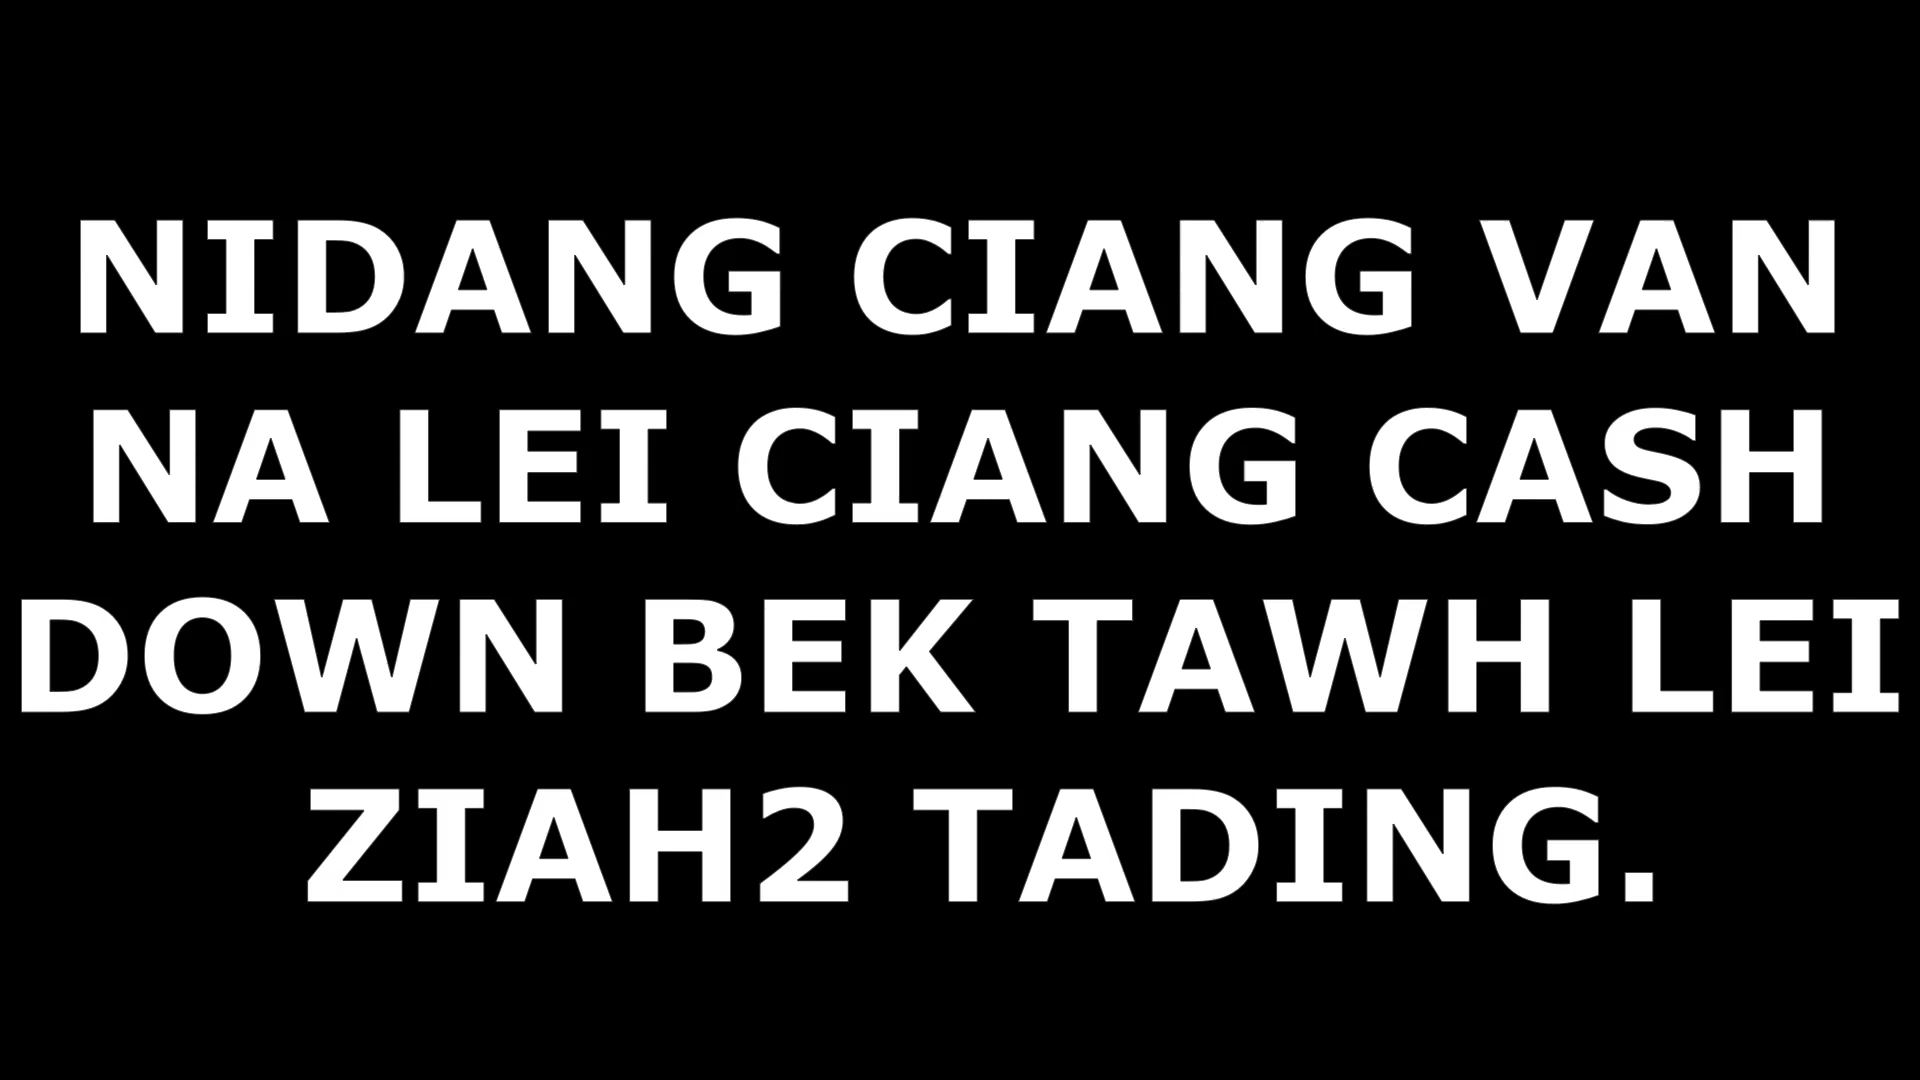 NIDANG CIANG VAN
NA LEI CIANG CASH
DOWN BEK TAWH LEI
ZIAH2 TADING.